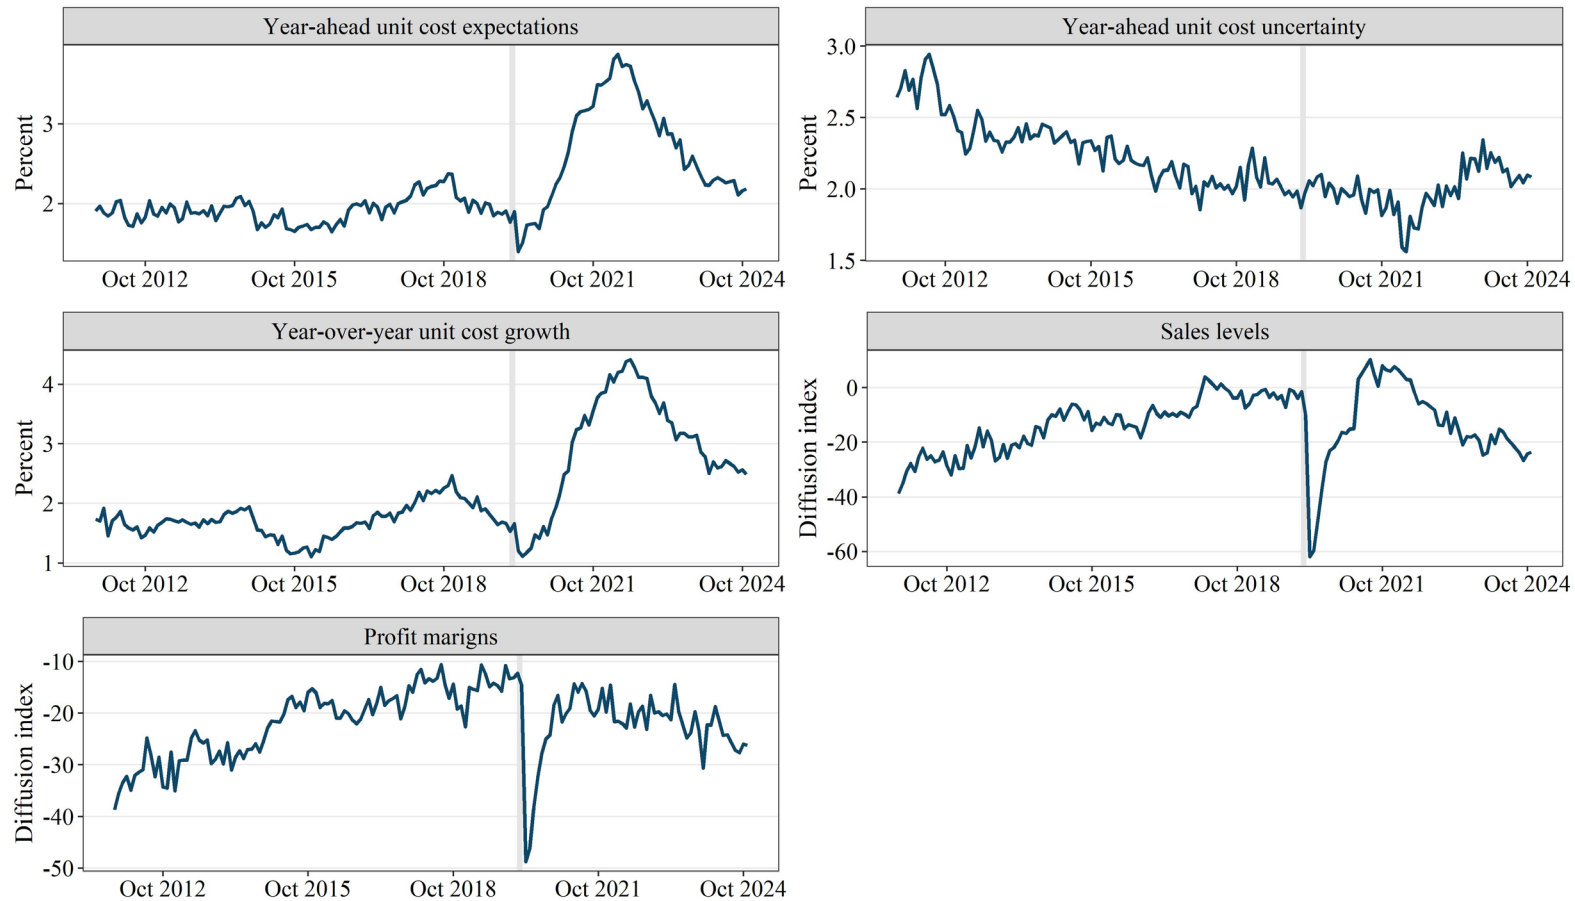 Year-ahead unit cost expectations
Percent
3
2
Oct 2012 Oct 2015 Oct 2018 Oct 2021 Oct 2024
Year-ahead unit cost uncertainty
Percent
3.0
2.5
2.0
1.5
Oct 2012 Oct 2015 Oct 2018 Oct 2021 Oct 2024
Year-over-year unit cost growth
Percent
4
3
2
1
Oct 2012 Oct 2015 Oct 2018 Oct 2021 Oct 2024
Sales levels
Diffusion index
0
-20
-40
-60
Oct 2012 Oct 2015 Oct 2018 Oct 2021 Oct 2024
Profit marigns
Diffusion index
-10
-20
-30
-40
-50
Oct 2012 Oct 2015 Oct 2018 Oct 2021 Oct 2024